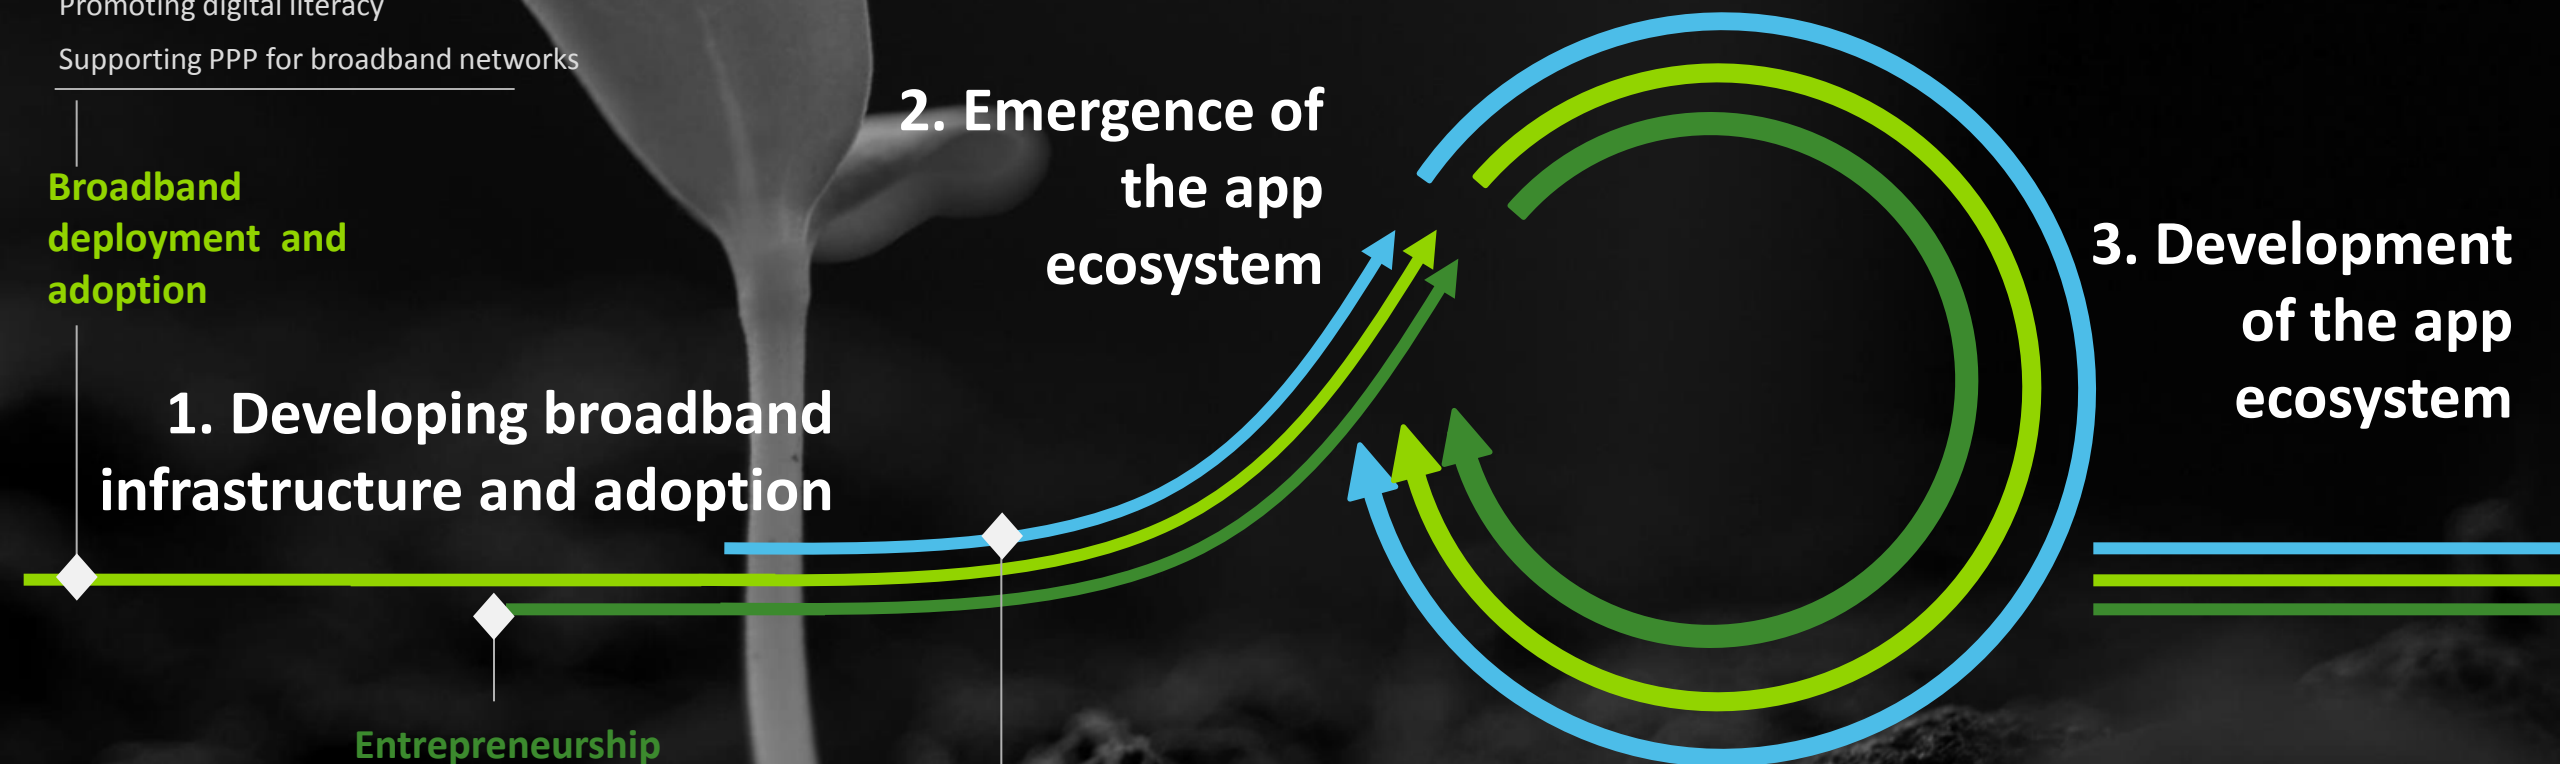 Promoting digital literacy
Supporting PPP for broadband networks
Broadband
deployment and
adoption
1. Developing broadband
infrastructure and adoption
2. Emergence of
the app
ecosystem
3. Development
of the app
ecosystem
Entrepreneurship